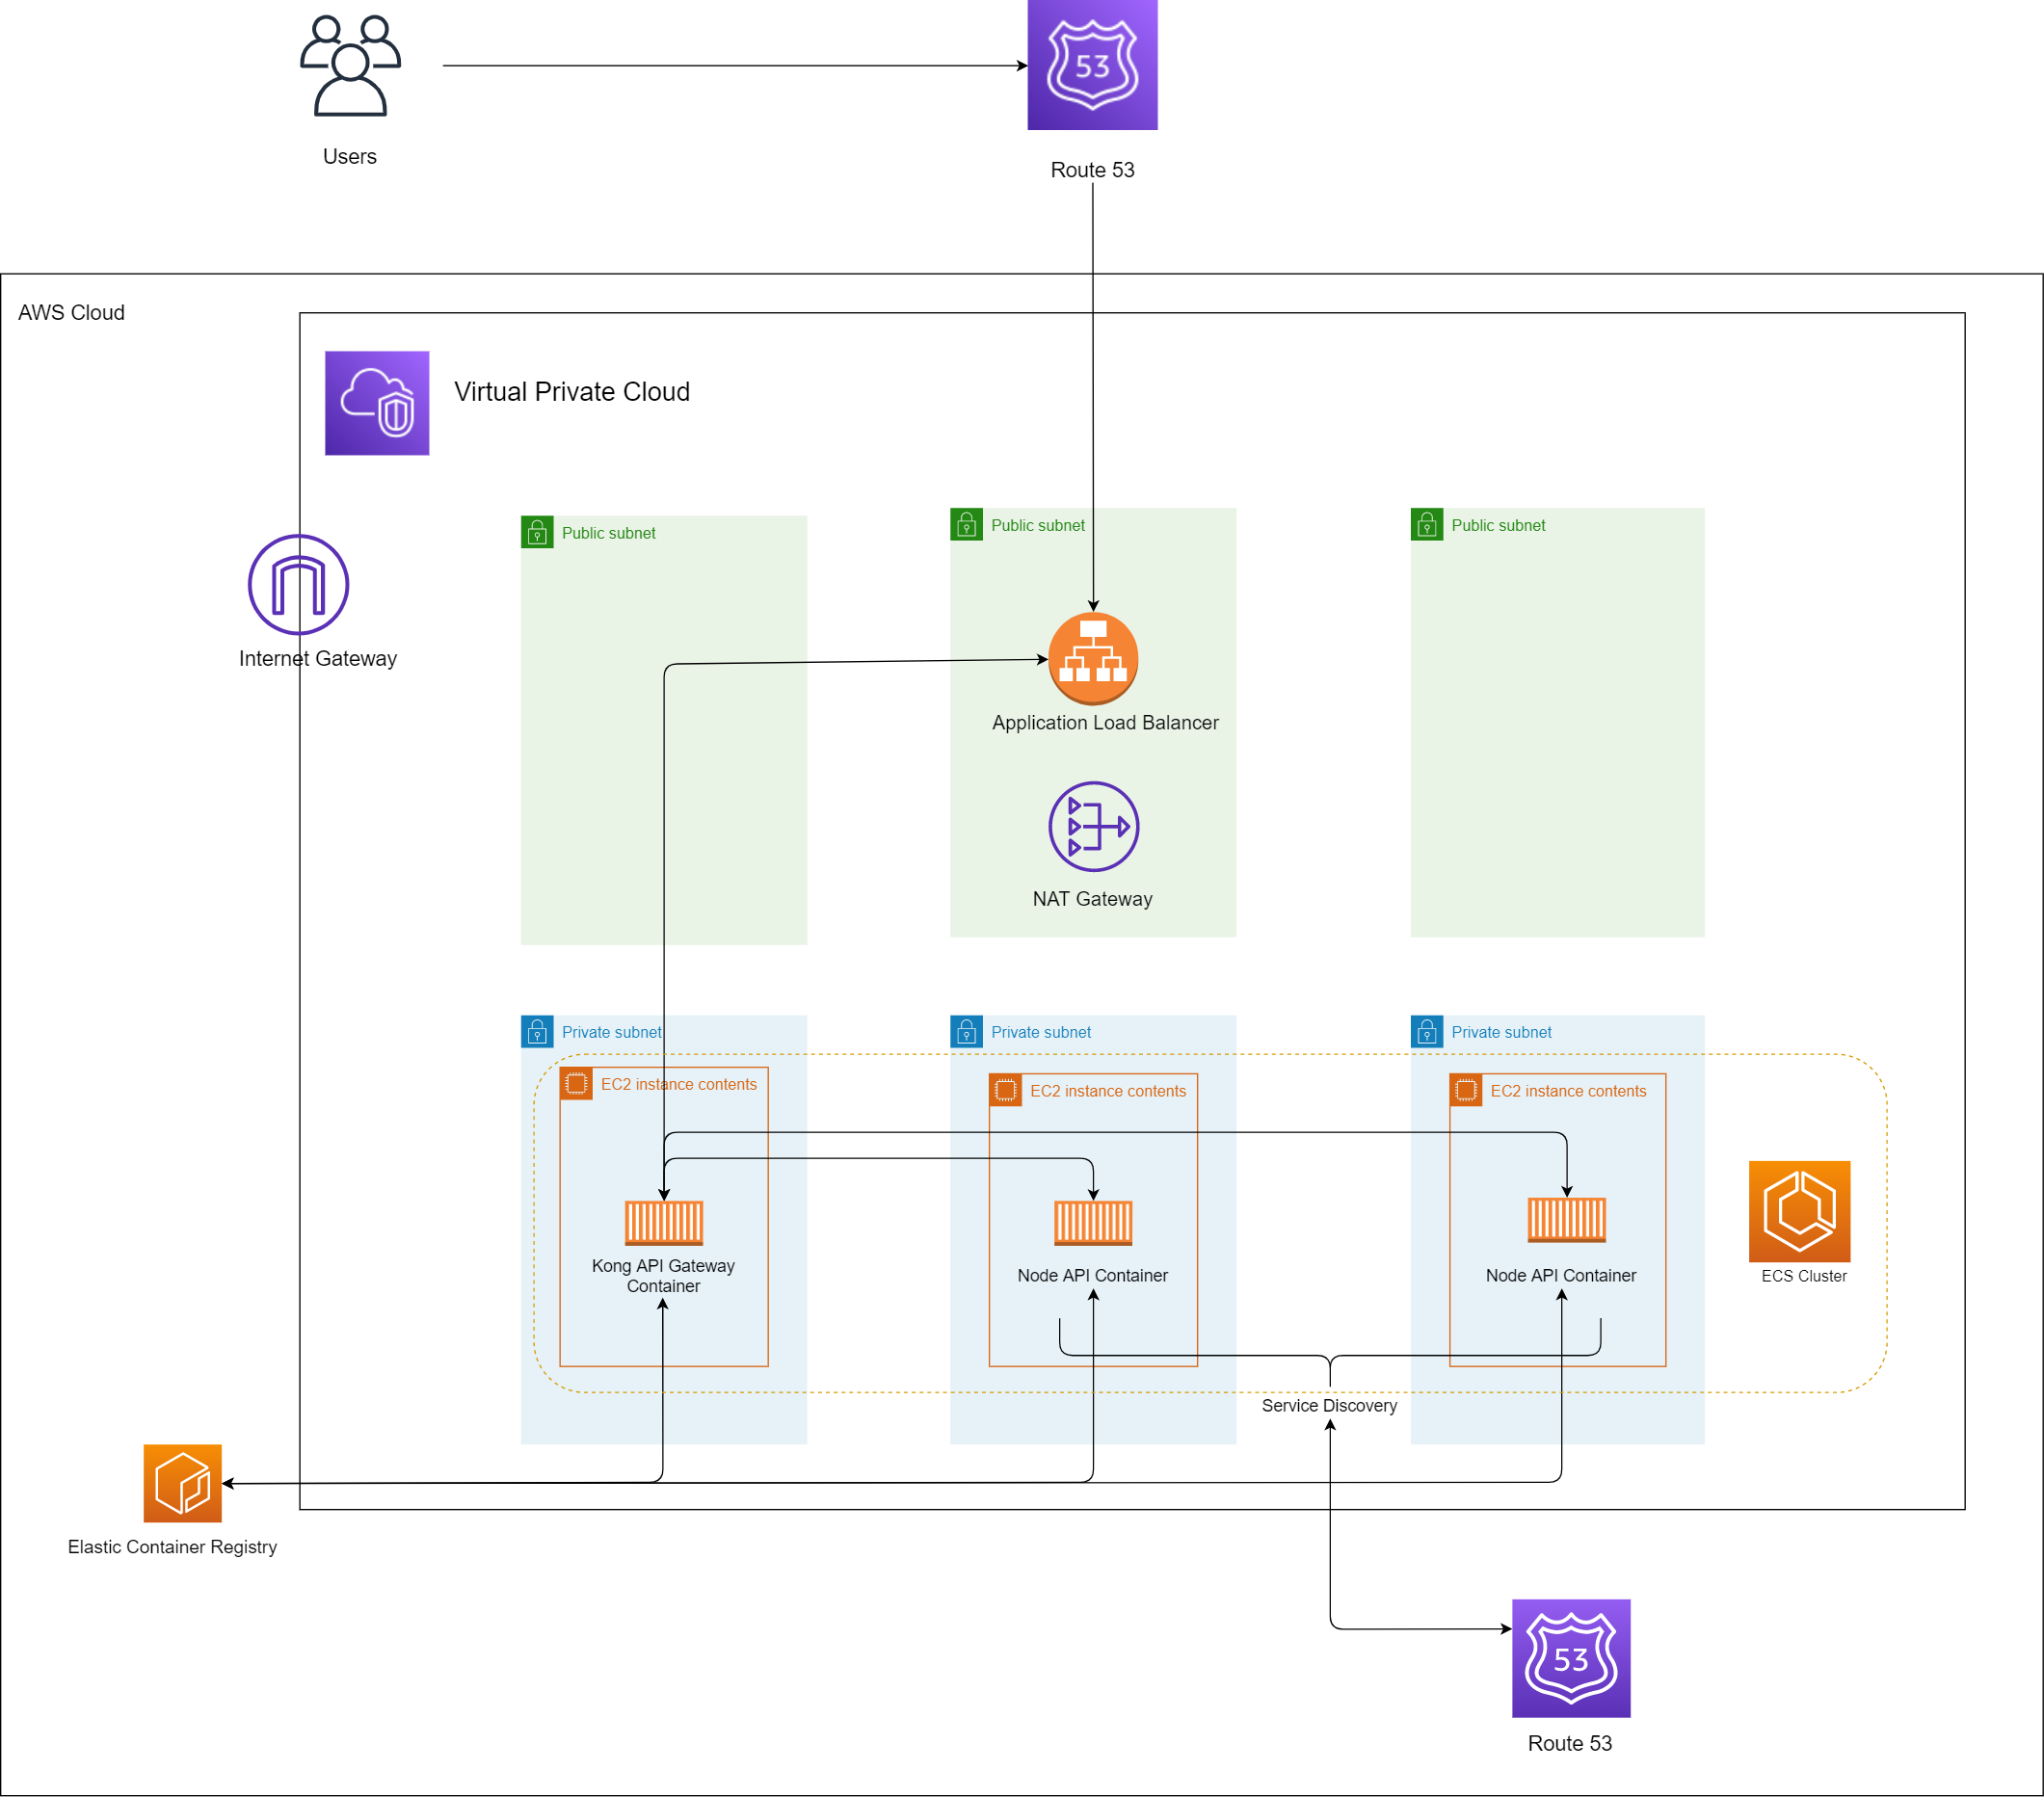 53
Users
Route 53
AWS Cloud
Virtual Private Cloud
Public subnet
Public subnet
Public subnet
Internet Gateway
Application Load Balancer
NAT Gateway
Private subnet
Private subnet
Private subnet
EC2 instance contents
EC2 instance contents
EC2 instance contents
Kong API Gateway
Container
Node API Container
Node API Container
ECS Cluster
Service Discovery
Elastic Container Registry
53
Route 53